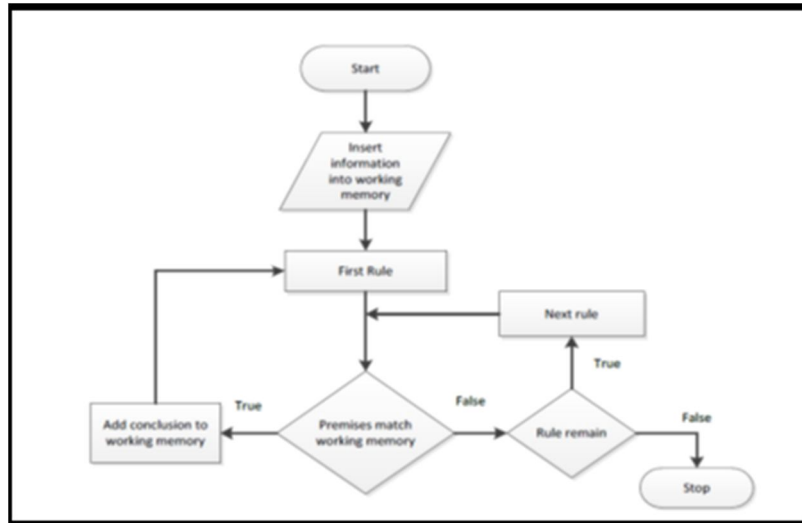 Start
Insert
information
into working
memory
First Rule
Next rule
True
True
False
False
Add conclusion to
working memory
Premises match
working memory
Rule remain
Stop